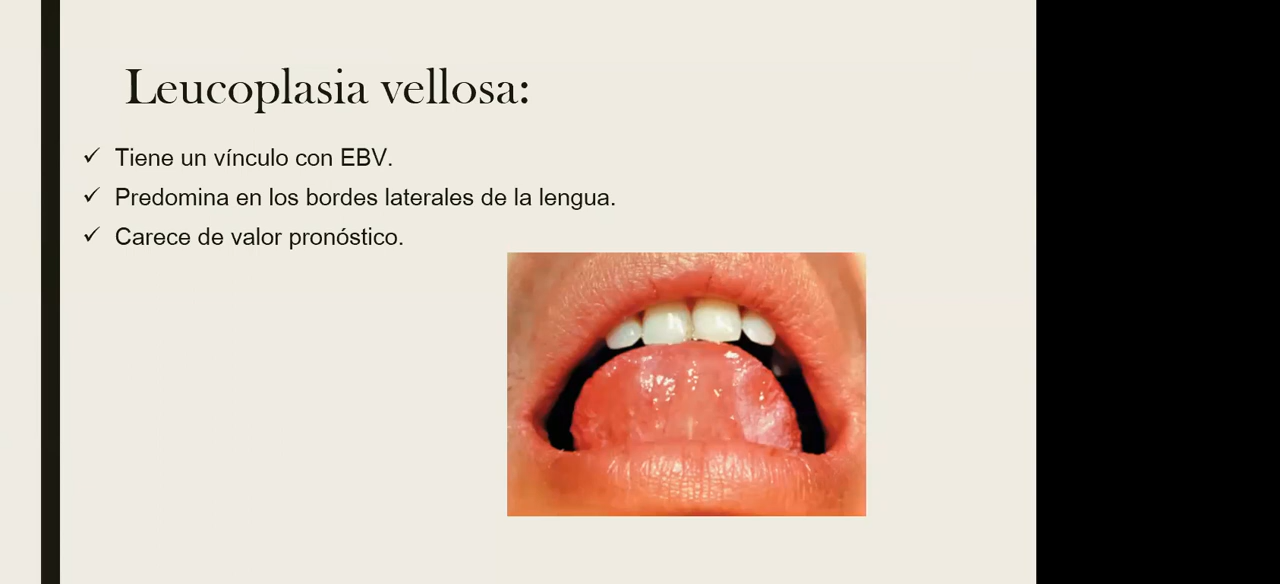 Leucoplasia vellosa:
✓ Tiene un vínculo con EBV.
✓ Predomina en los bordes laterales de la lengua.
✓ Carece de valor pronóstico.